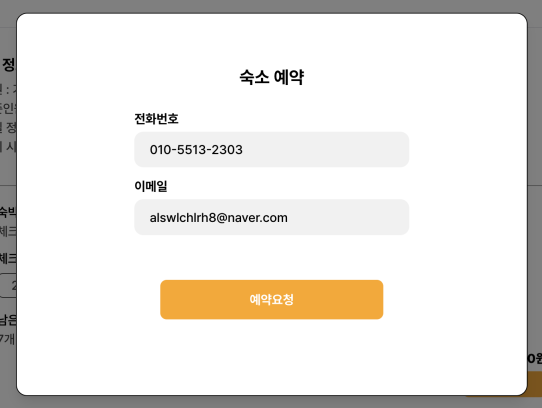 숙소 예약
전화번호
010-5513-2303
이메일
alswlchlrh8@naver.com
예약요청